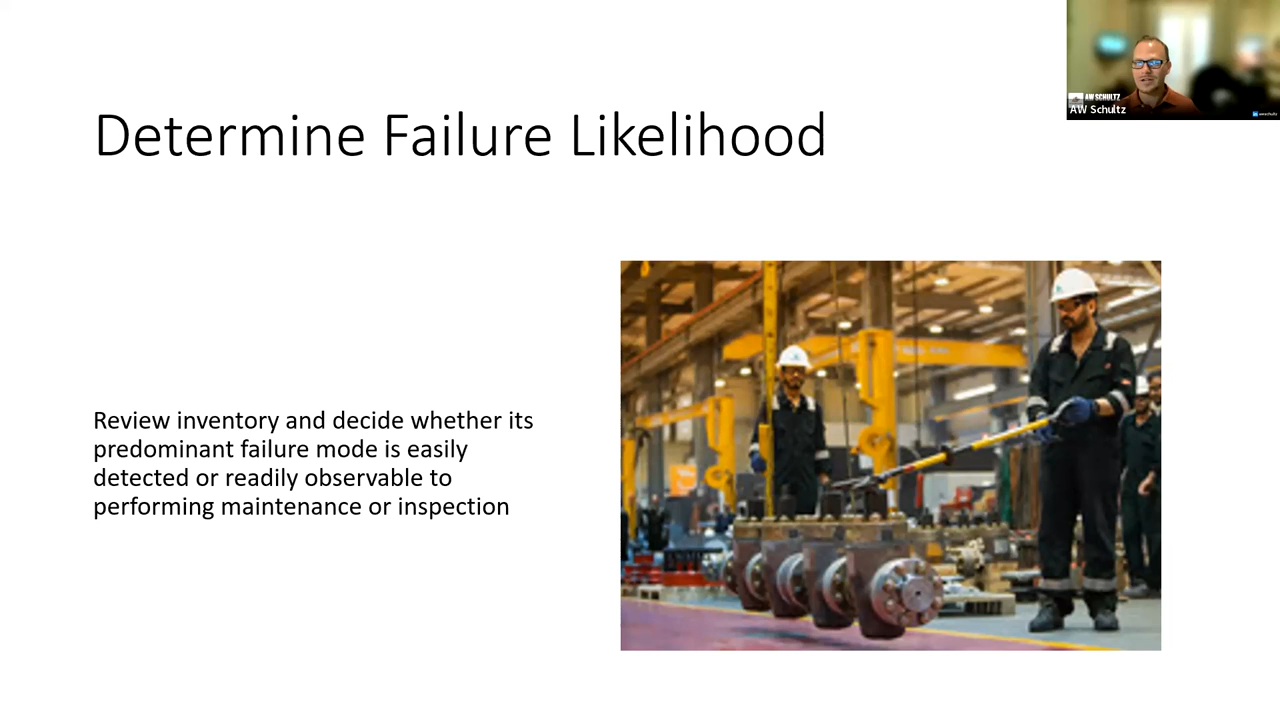 Determine Failure Likelihood
AW SCHULTZ
AW Schultz
Review inventory and decide whether its
predominant failure mode is easily
detected or readily observable to
performing maintenance or inspection